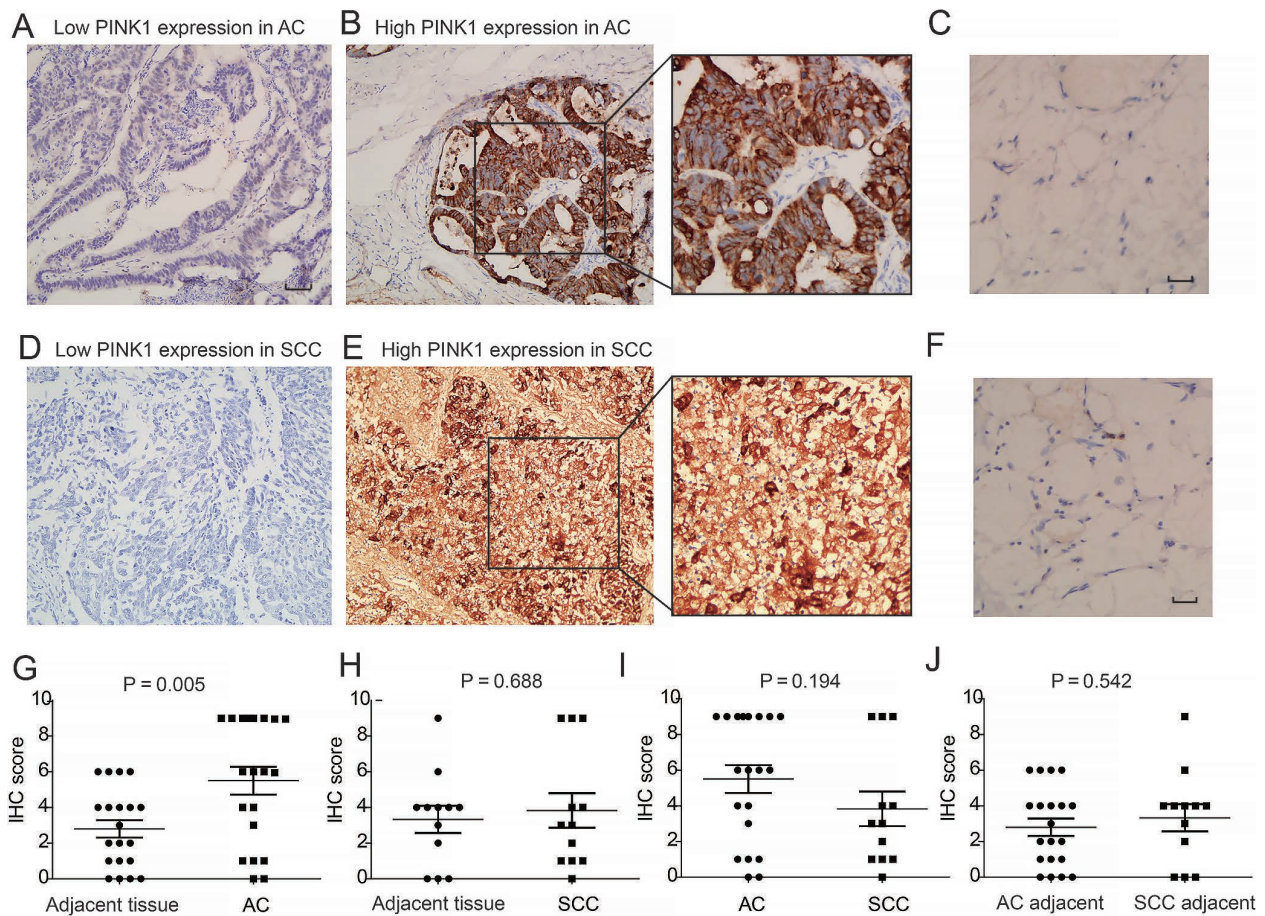 A Low PINK1 expression in AC
B High PINK1 expression in AC
C
D Low PINK1 expression in SCC
E High PINK1 expression in SCC
F
G
P = 0.005
10
8
6
4
2
0
IHC score
Adjacent tissue AC
H
P = 0.688
10
8
6
4
2
0
IHC score
Adjacent tissue SCC
I
P = 0.194
10
8
6
4
2
0
IHC score
AC SCC
J
P = 0.542
10
8
6
4
2
0
IHC score
AC adjacent SCC adjacent